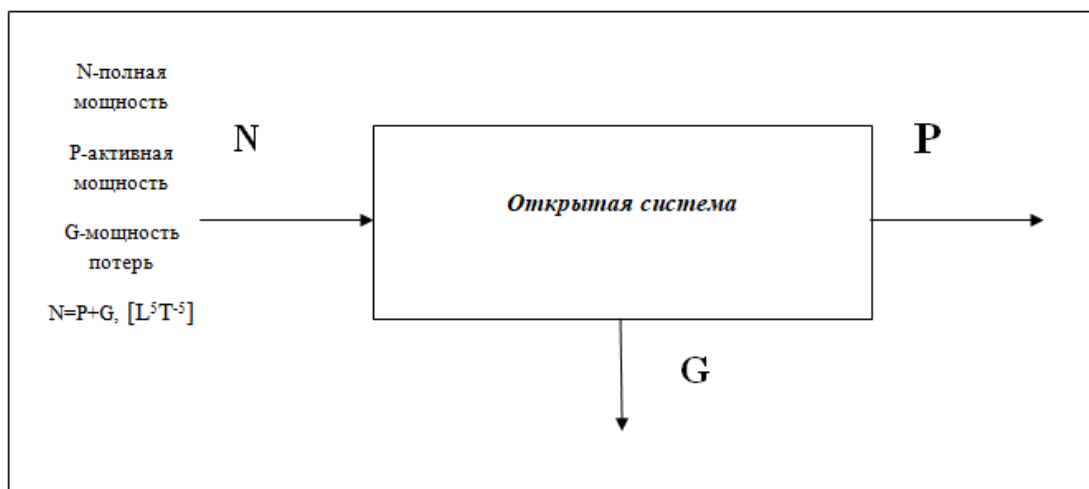 N-полная
мощность
N
P
P-активная
мощность
Открытая система
G-мощность
потерь
N=P+G, [L⁵T⁻⁵]
G